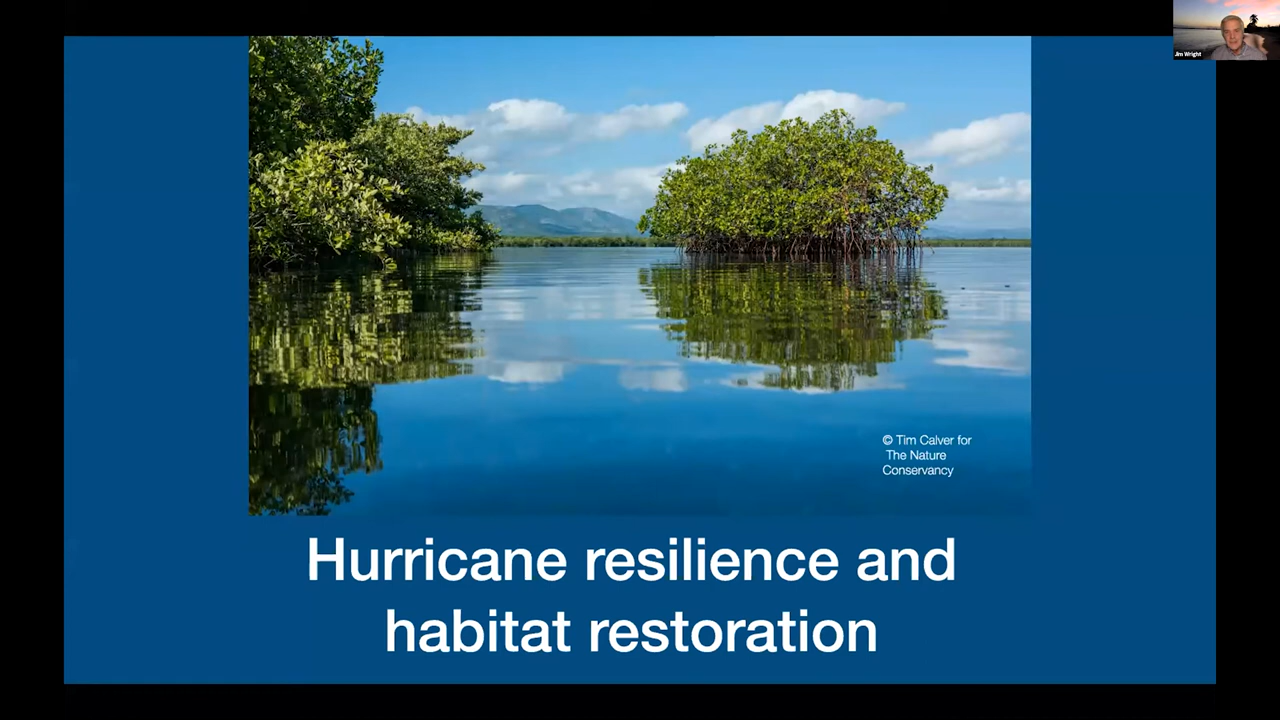 Jim Wright
© Tim Calver for
The Nature
Conservancy
Hurricane resilience and
habitat restoration